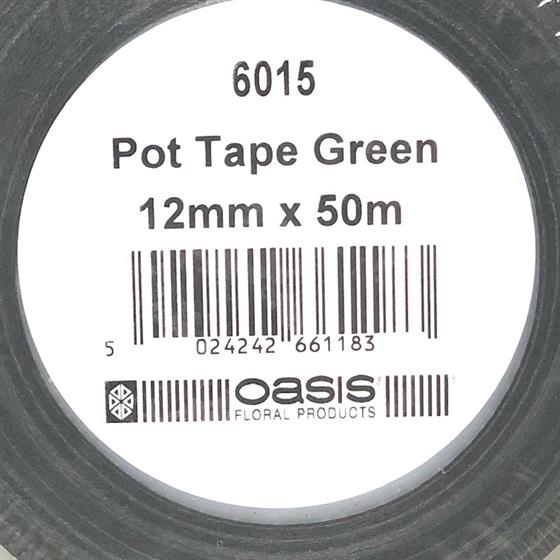 6015
Pot Tape Green
12mm x 50m
5 024242 661183
OASIS
FLORAL PRODUCTS